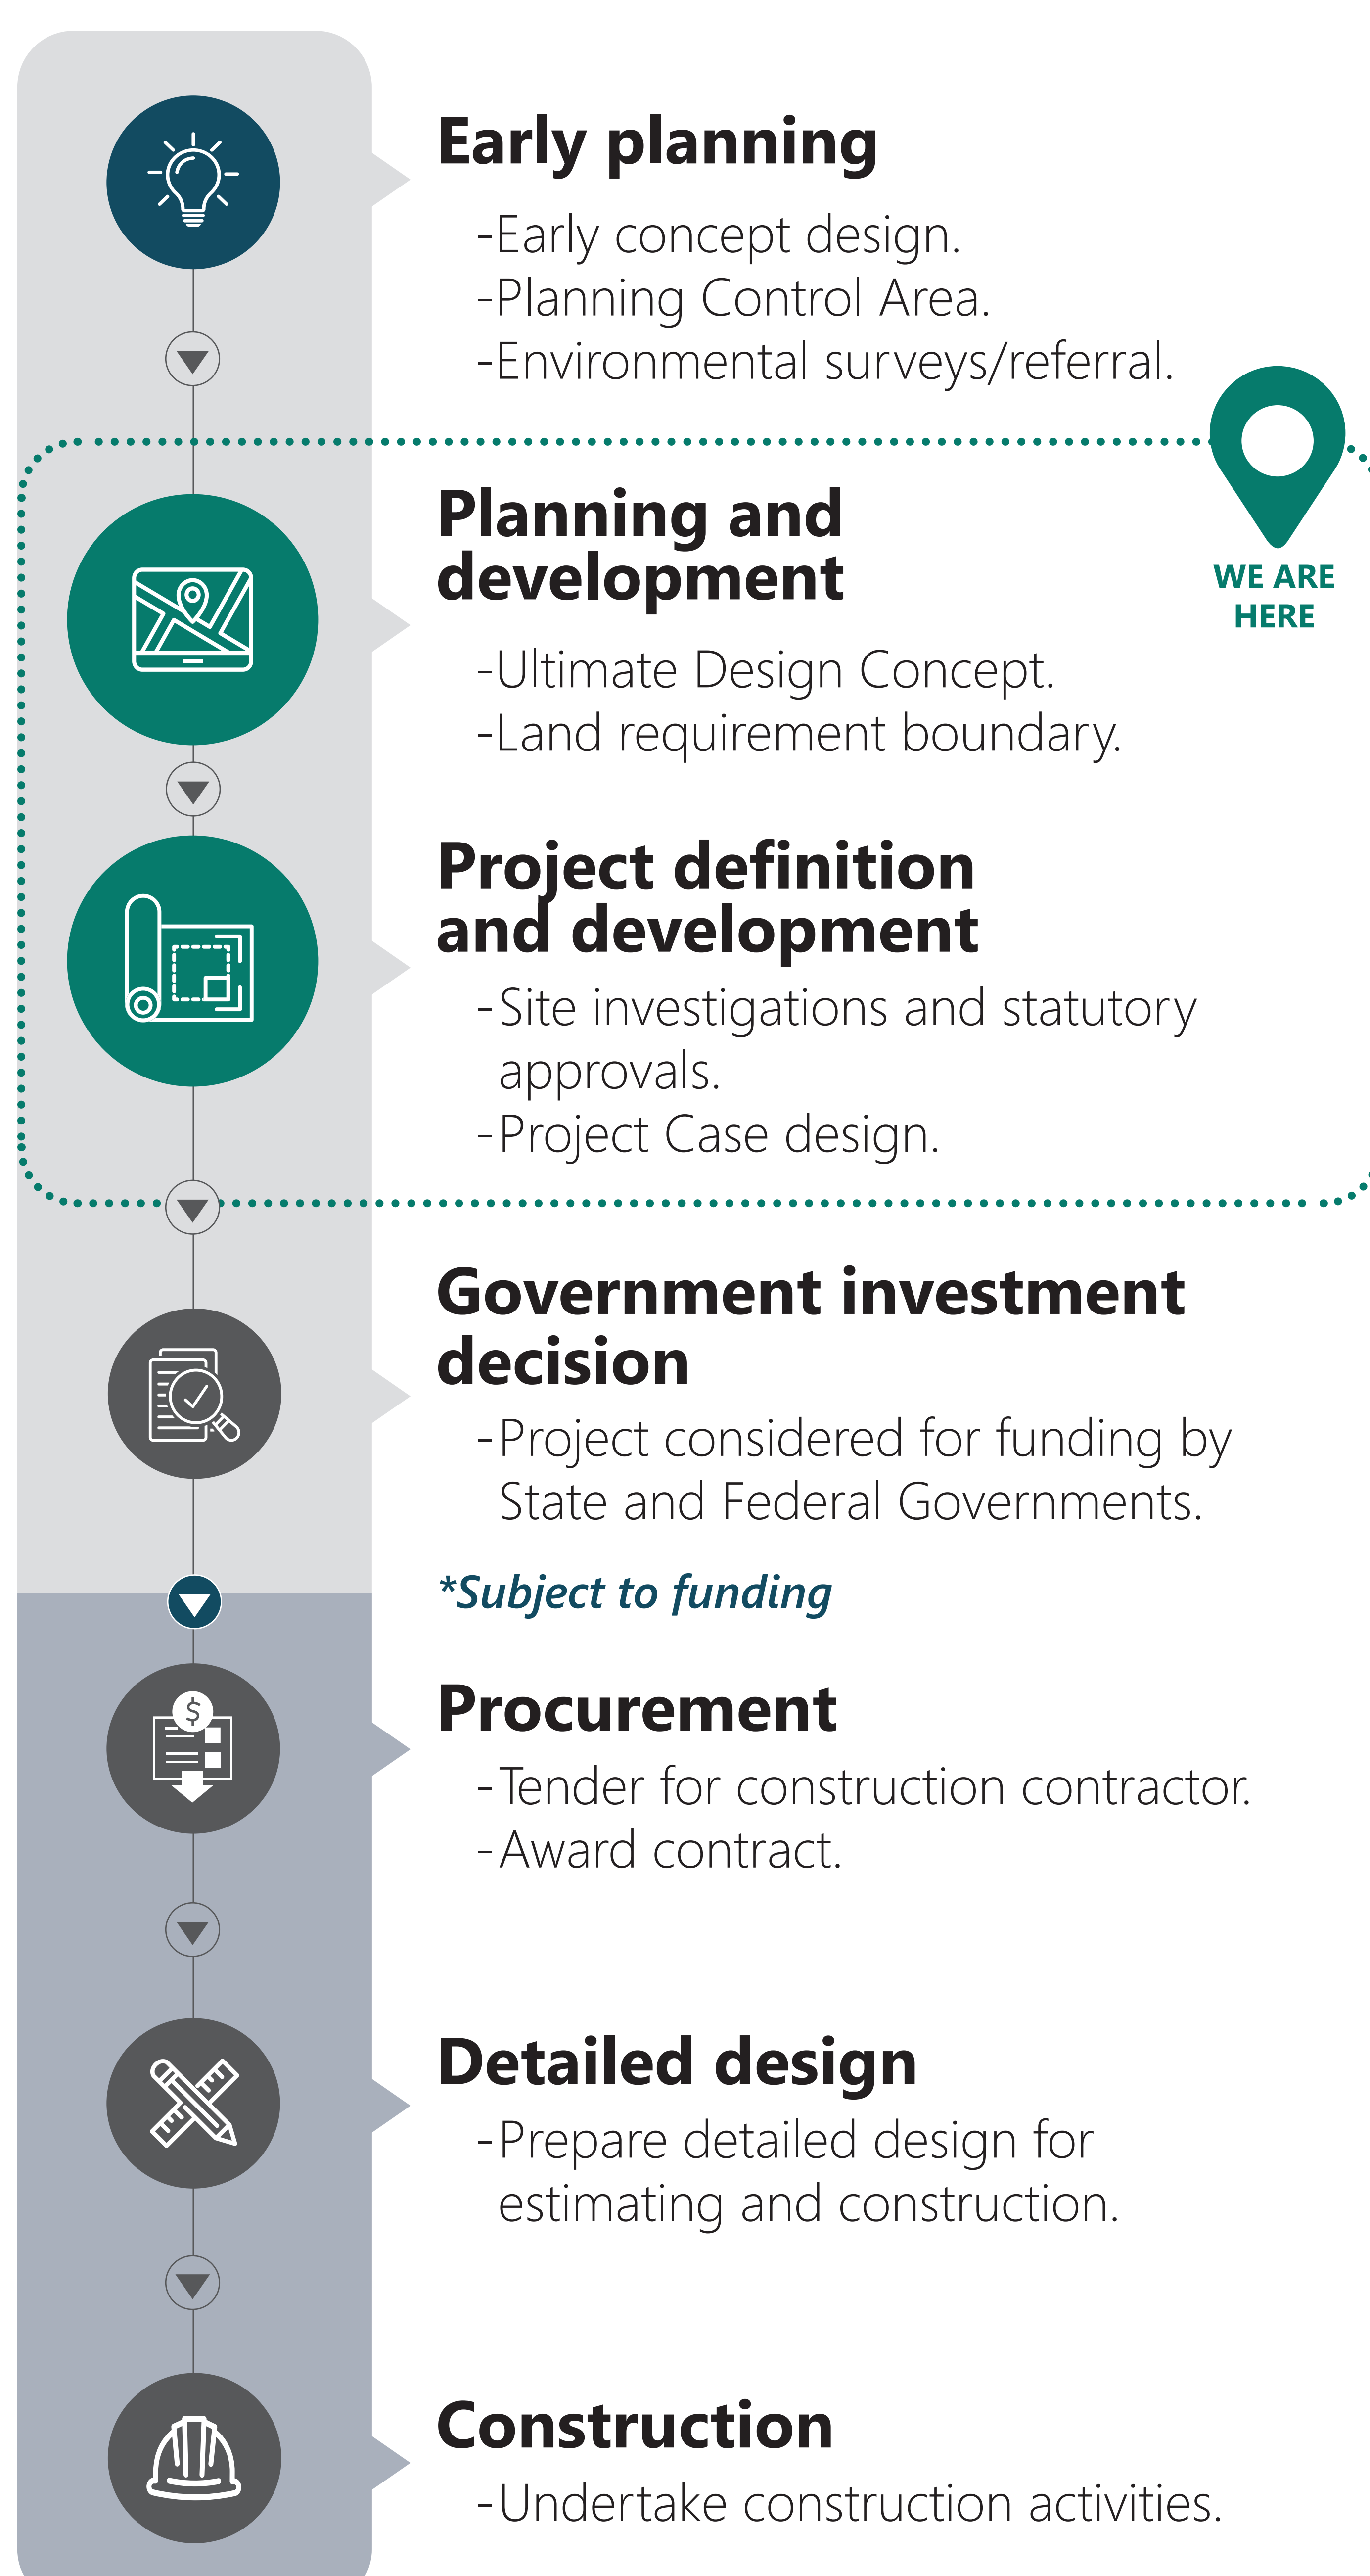 Early planning
-Early concept design.
-Planning Control Area.
-Environmental surveys/referral.
Planning and
development
WE ARE
HERE
-Ultimate Design Concept.
-Land requirement boundary.
Project definition
and development
-Site investigations and statutory
approvals.
-Project Case design.
Government investment
decision
-Project considered for funding by
State and Federal Governments.
*Subject to funding
$
Procurement
-Tender for construction contractor.
-Award contract.
Detailed design
-Prepare detailed design for
estimating and construction.
Construction
-Undertake construction activities.